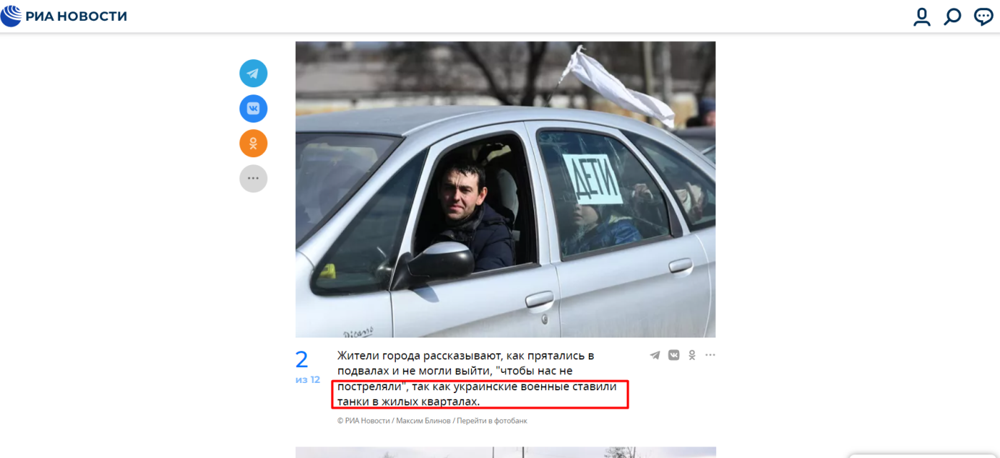 РИА НОВОСТИ
ДЕТИ
Picasso
2
из 12
Жители города рассказывают, как прятались в
подвалах и не могли выйти, "чтобы нас не
постреляли", так как украинские военные ставили
танки в жилых кварталах.
© РИА Новости / Максим Блинов / Перейти в фотобанк